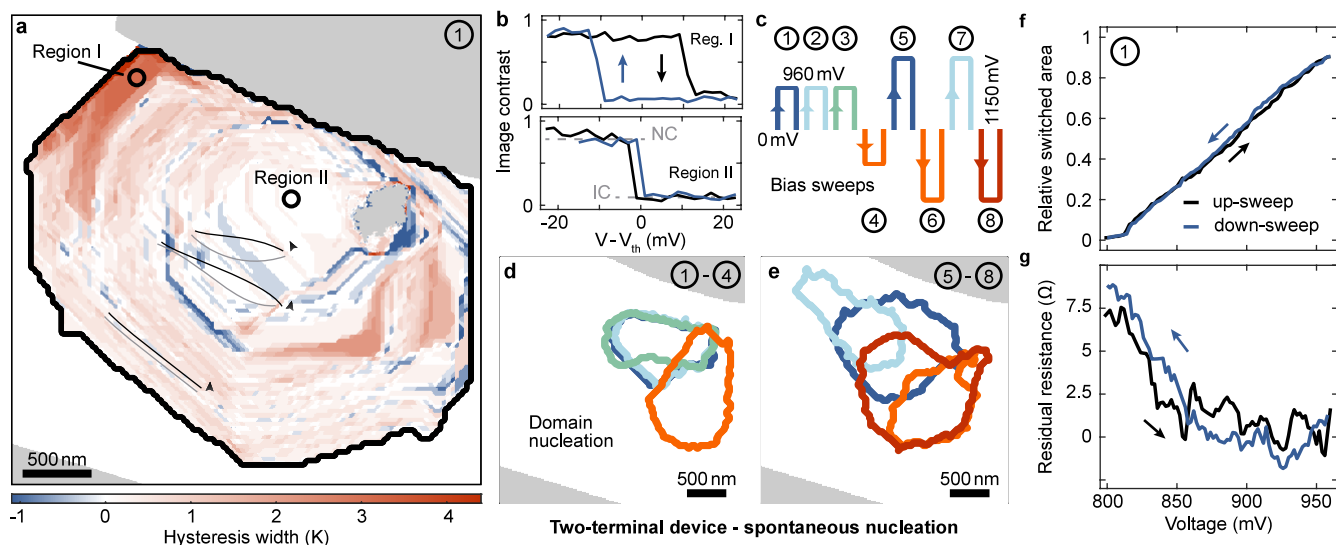 a
①
Region I
Region II
500 nm
-1 0 1 2 3 4
Hysteresis width (K)
b
Reg. I
1
0
1
0
Image contrast
NC
IC
Region II
-20 0 20
V - Vth (mV)
c
① ② ③ ⑤ ⑦
960 mV
1150 mV
0 mV
Bias sweeps
④ ⑥ ⑧
d
① - ④
Domain
nucleation
500 nm
e
⑤ - ⑧
500 nm
Two-terminal device - spontaneous nucleation
f
①
1.0
0.8
0.6
0.4
0.2
0
Relative switched area
up-sweep
down-sweep
g
7.5
5
2.5
0
Residual resistance (Ω)
800 850 900 950
Voltage (mV)